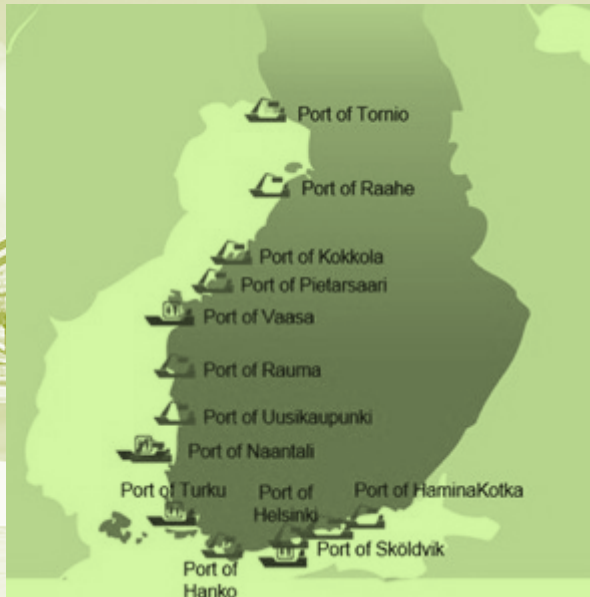 Port of Tornio
Port of Raahe
Port of Kokkola
Port of Pietarsaari
Port of Vaasa
Port of Rauma
Port of Uusikaupunki
Port of Naantali
Port of Turku
Port of
Helsinki
Port of HaminaKotka
Port of Sköldvik
Port of
Hanko